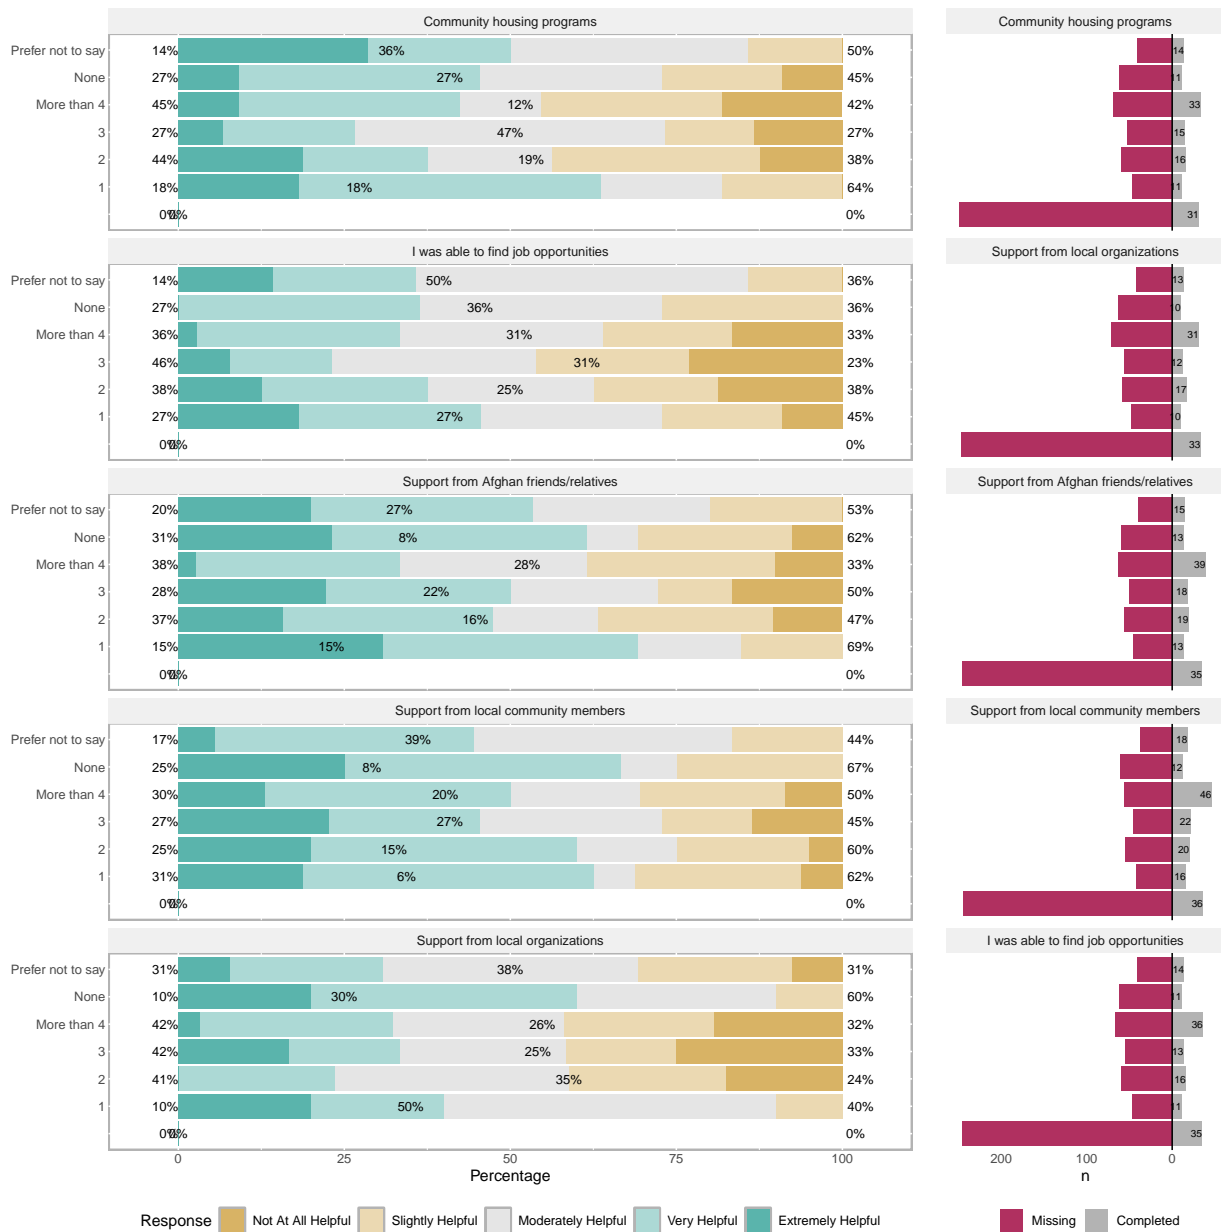 Community housing programs
Community housing programs
Prefer not to say 14% 36% 50% 14
None 27% 27% 45% 11
More than 4 45% 12% 42% 33
3 27% 47% 27% 15
2 44% 19% 38% 16
1 18% 18% 64% 11
0% 0% 0% 31
I was able to find job opportunities
Support from local organizations
Prefer not to say 14% 50% 36% 13
None 27% 36% 36% 10
More than 4 36% 31% 33% 31
3 46% 31% 23% 12
2 38% 25% 38% 17
1 27% 27% 45% 10
0% 0% 0% 33
Support from Afghan friends/relatives
Support from Afghan friends/relatives
Prefer not to say 20% 27% 53% 15
None 31% 8% 62% 13
More than 4 38% 28% 33% 39
3 28% 22% 50% 18
2 37% 16% 47% 19
1 15% 15% 69% 13
0% 0% 0% 35
Support from local community members
Support from local community members
Prefer not to say 17% 39% 44% 18
None 25% 8% 67% 12
More than 4 30% 20% 50% 46
3 27% 27% 45% 22
2 25% 15% 60% 20
1 31% 6% 62% 16
0% 0% 0% 36
Support from local organizations
I was able to find job opportunities
Prefer not to say 31% 38% 31% 14
None 10% 30% 60% 11
More than 4 42% 26% 32% 36
3 42% 25% 33% 13
2 41% 35% 24% 16
1 10% 50% 40% 11
0% 0% 0% 35
0 25 50 75 100
200 100 0
Percentage
n
Response Not At All Helpful Slightly Helpful Moderately Helpful Very Helpful Extremely Helpful
Missing Completed